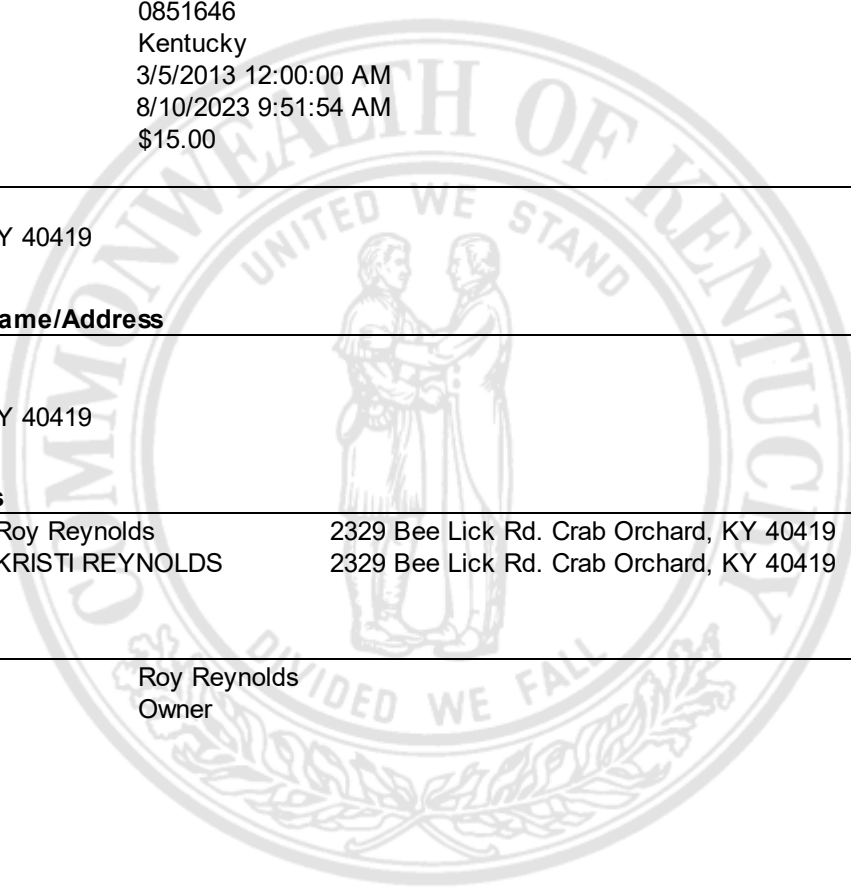 0851646
Kentucky
3/5/2013 12:00:00 AM
8/10/2023 9:51:54 AM
$15.00
Y 40419
ame/Address
Y 40419
s
Roy Reynolds 2329 Bee Lick Rd. Crab Orchard, KY 40419
KRISTI REYNOLDS 2329 Bee Lick Rd. Crab Orchard, KY 40419
Roy Reynolds
Owner
COMMONWEALTH OF KENTUCKY
UNITED WE STAND
DIVIDED WE FALL